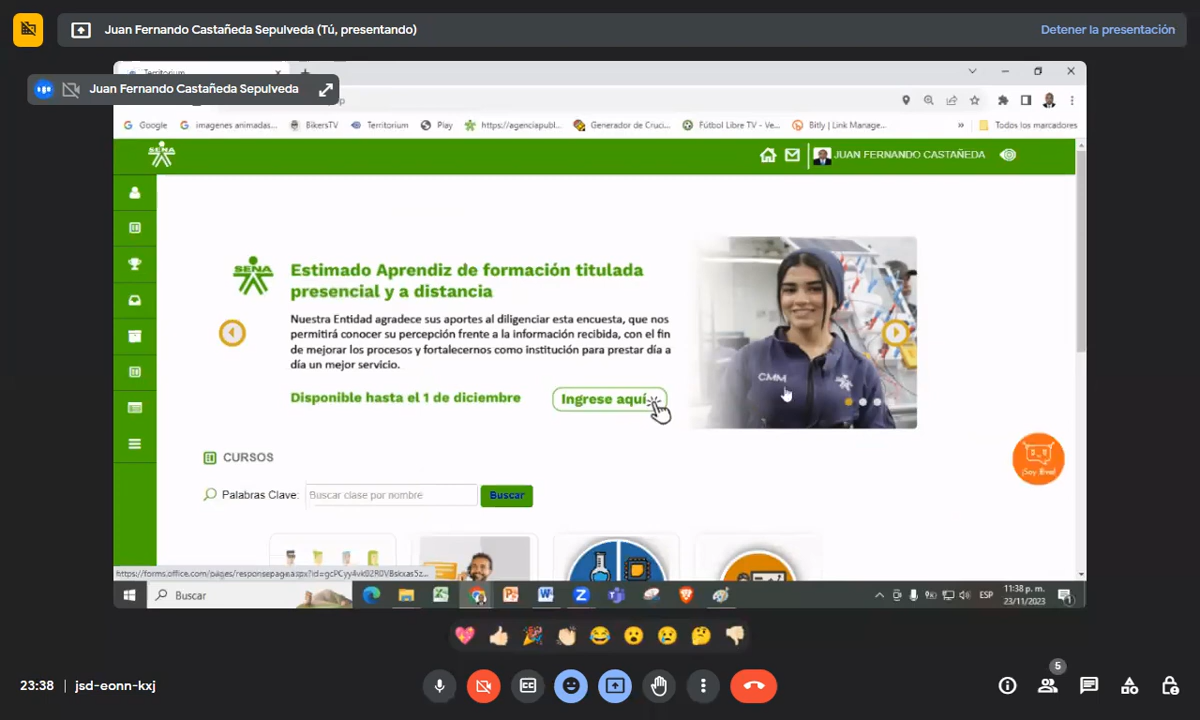 Juan Fernando Castañeda Sepulveda (Tú, presentando)
Detener la presentación
Territorium
Juan Fernando Castañeda Sepulveda
Google
imagenes animadas...
BikersTV
Territorium
Play
https://agenciapubl...
Generador de Cruci...
Fútbol Libre TV - Ve...
Bitly | Link Manage...
»
Todos los marcadores
SENA
JUAN FERNANDO CASTAÑEDA
SENA
Estimado Aprendiz de formación titulada
presencial y a distancia
Nuestra Entidad agradece sus aportes al diligenciar esta encuesta, que nos
permitirá conocer su percepción frente a la información recibida, con el fin
de mejorar los procesos y fortalecernos como institución para prestar día a
día un mejor servicio.
Disponible hasta el 1 de diciembre
Ingrese aquí
CMM
CURSOS
Palabras Clave:
Buscar clase por nombre
Buscar
Buscar
ESP
11:38 p. m.
23/11/2023
23:38 | jsd-eonn-kxj
5